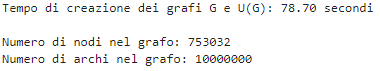 Tempo di creazione dei grafi G e U(G): 78.70 secondi
Numero di nodi nel grafo: 753032
Numero di archi nel grafo: 10000000